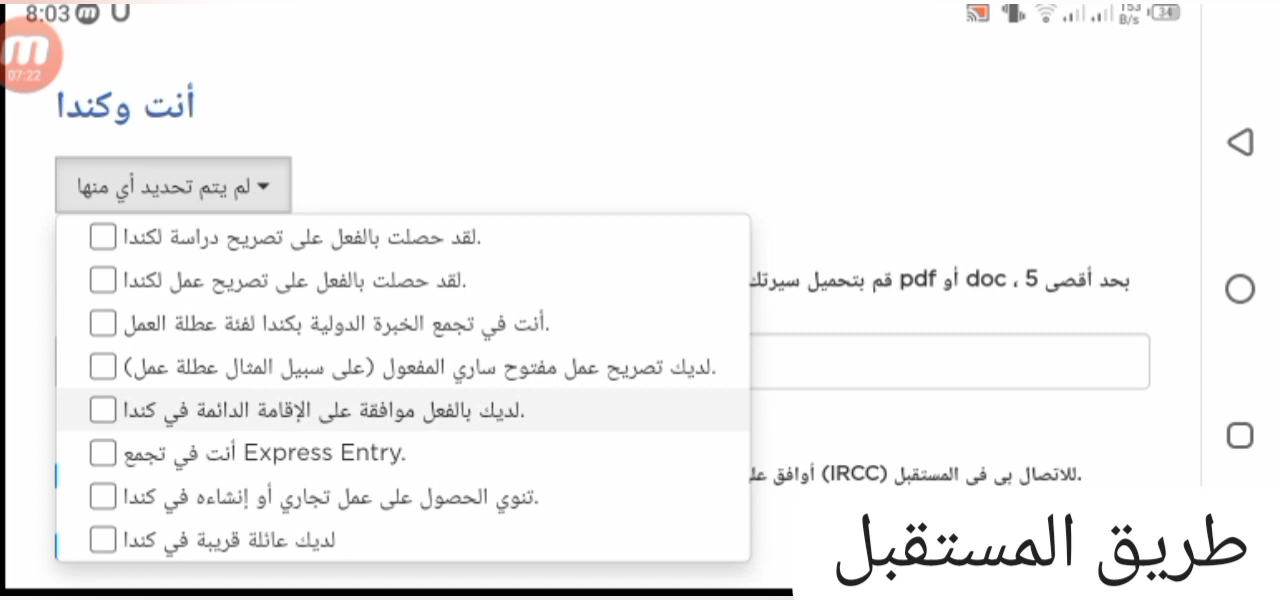 8:03
153
B/s
34
07:22
أنت وكندا
لم يتم تحديد أي منها
لقد حصلت بالفعل على تصريح دراسة لكندا.
لقد حصلت بالفعل على تصريح عمل لكندا.
أنت في تجمع الخبرة الدولية بكندا لفئة عطلة العمل.
لديك تصريح عمل مفتوح ساري المفعول (على سبيل المثال عطلة عمل).
لديك بالفعل موافقة على الإقامة الدائمة في كندا.
أنت في تجمع Express Entry.
تنوي الحصول على عمل تجاري أو إنشاءه في كندا.
لديك عائلة قريبة في كندا
قم بتحميل سيرتك pdf أو doc ، 5 بحد أقصى
أوافق (IRCC) للاتصال بي في المستقبل.
طريق المستقبل